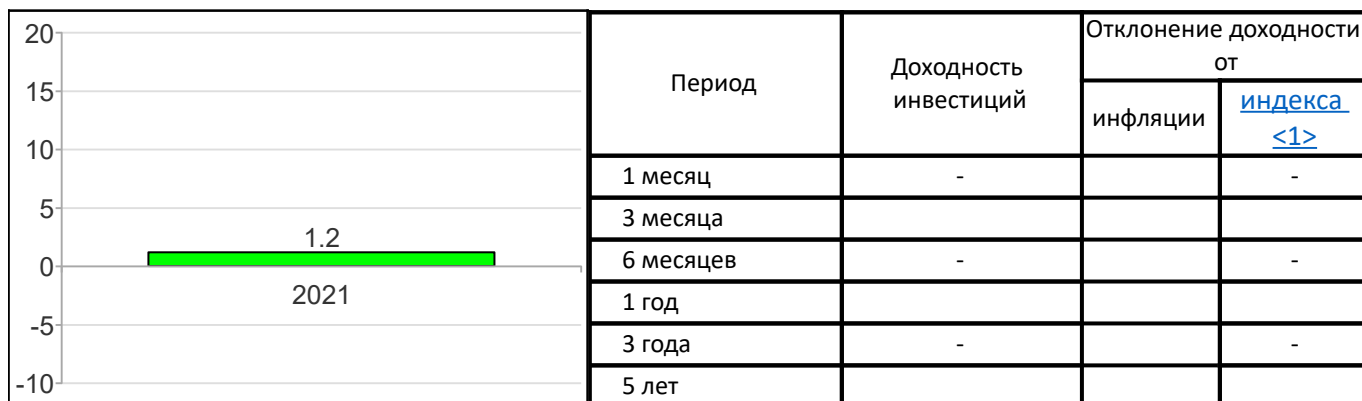 20
15
10
5
0
-5
-10
1.2
2021
Период
Доходность
инвестиций
Отклонение доходности
от
инфляции
индекса
<1>
1 месяц - -
3 месяца
6 месяцев - -
1 год
3 года - -
5 лет